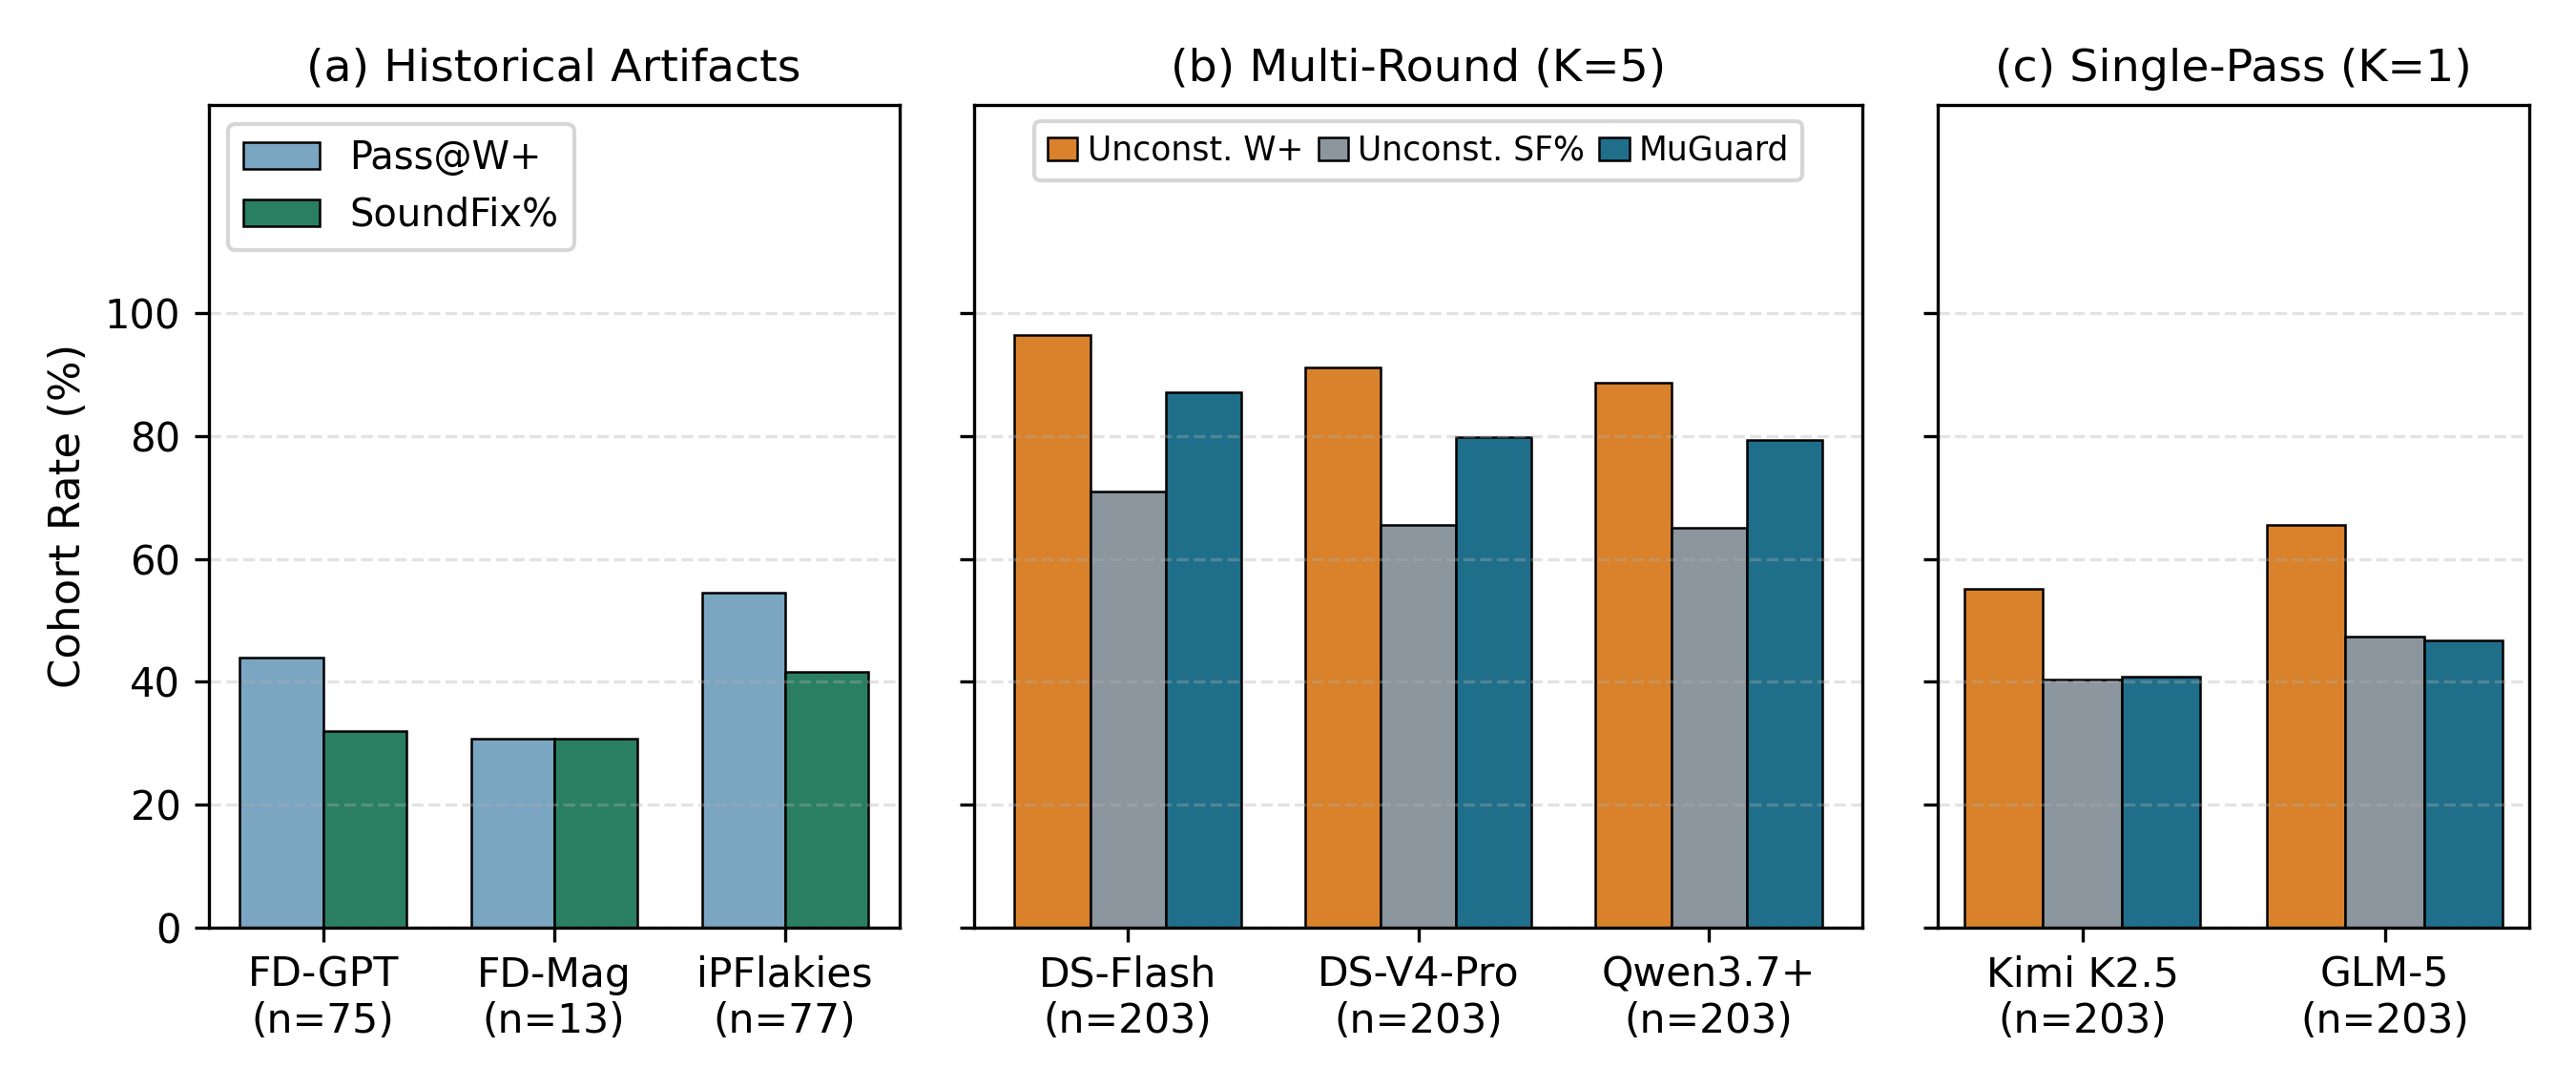 (a) Historical Artifacts
Pass@W+
SoundFix%
Cohort Rate (%)
100
80
60
40
20
0
FD-GPT
(n=75)
FD-Mag
(n=13)
iPFlakies
(n=77)
(b) Multi-Round (K=5)
Unconst. W+ Unconst. SF% MuGuard
DS-Flash
(n=203)
DS-V4-Pro
(n=203)
Qwen3.7+
(n=203)
(c) Single-Pass (K=1)
Kimi K2.5
(n=203)
GLM-5
(n=203)